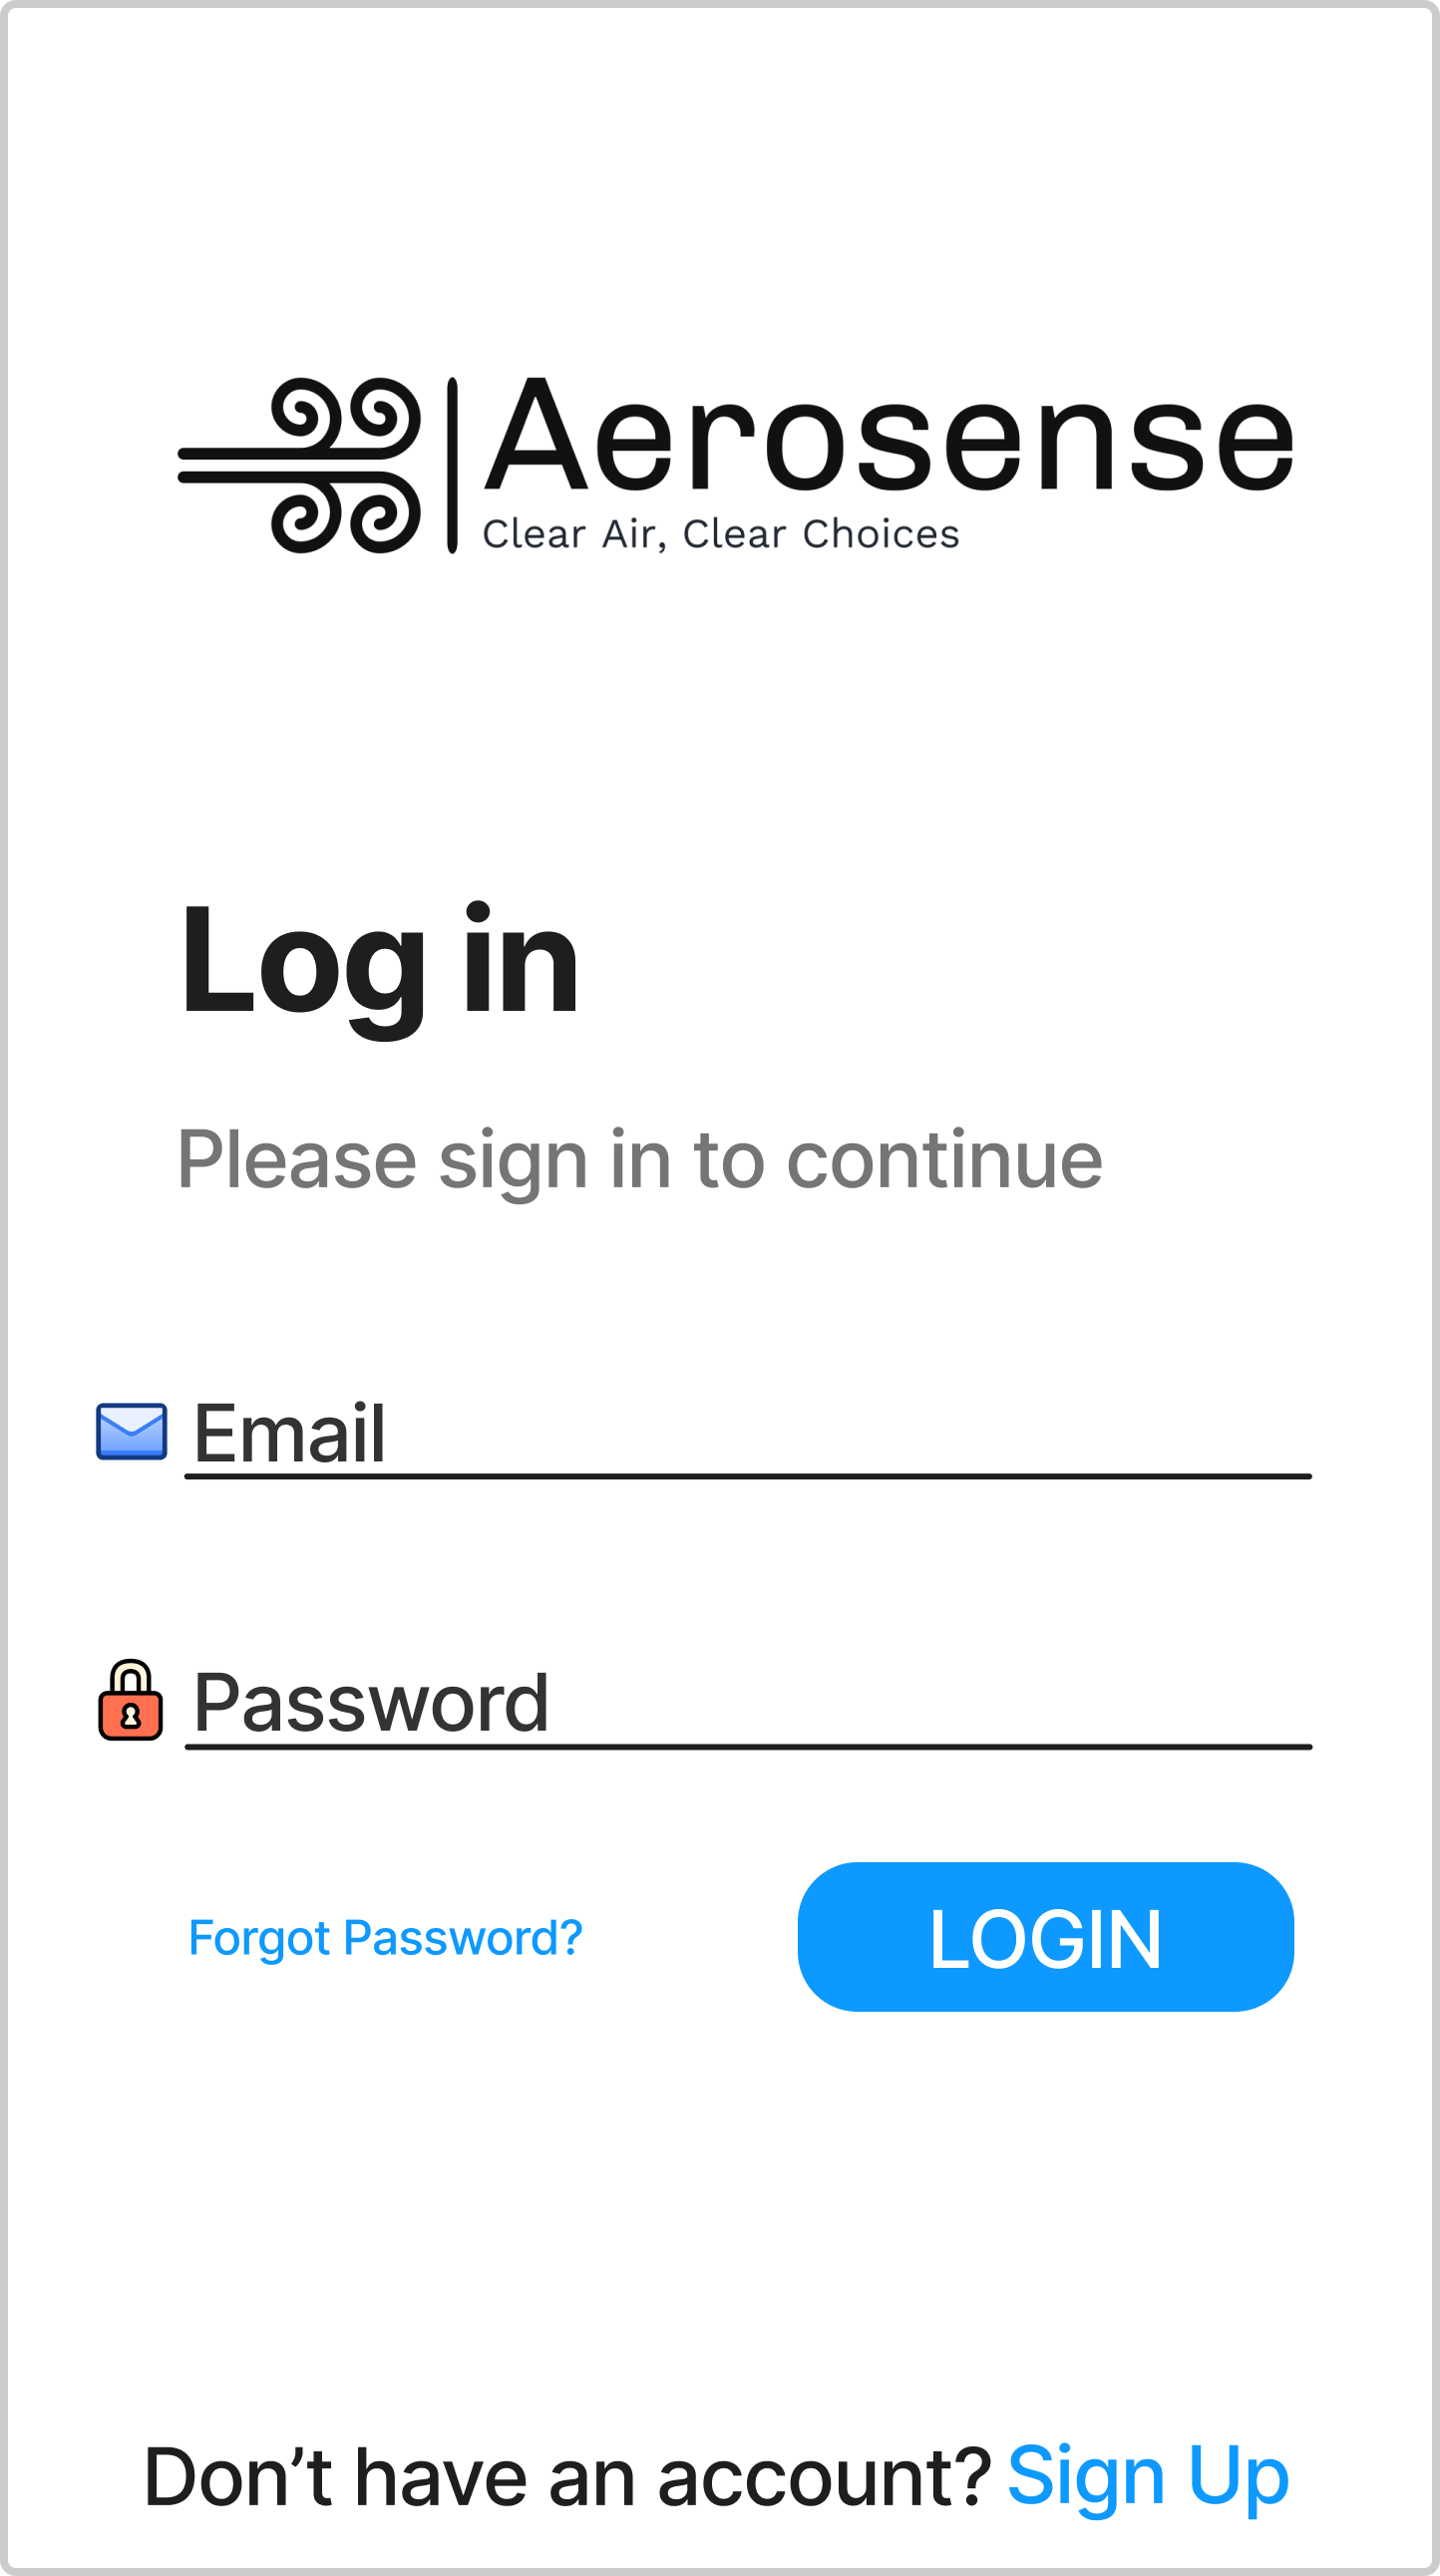 Aerosense
Clear Air, Clear Choices
Log in
Please sign in to continue
Email
Password
Forgot Password?
LOGIN
Don’t have an account? Sign Up